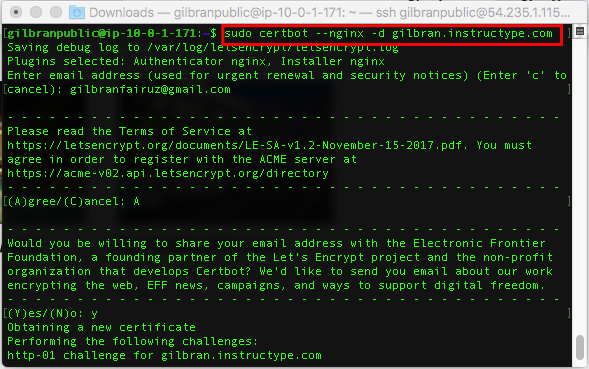 Downloads — gilbranpublic@ip-10-0-1-171: ~ — ssh gilbranpublic@54.235.1.115...
[gilbranpublic@ip-10-0-1-171:~$ sudo certbot --nginx -d gilbran.instructype.com ]
Saving debug log to /var/log/letsencrypt/letsencrypt.log
Plugins selected: Authenticator nginx, Installer nginx
Enter email address (used for urgent renewal and security notices) (Enter 'c' to
[cancel): gilbranfairuz@gmail.com ]
- - - - - - - - - - - - - - - - - - - - - - - - - - - - - - - - - - - - - - - -
Please read the Terms of Service at
https://letsencrypt.org/documents/LE-SA-v1.2-November-15-2017.pdf. You must
agree in order to register with the ACME server at
https://acme-v02.api.letsencrypt.org/directory
- - - - - - - - - - - - - - - - - - - - - - - - - - - - - - - - - - - - - - - -
[(A)gree/(C)ancel: A ]
- - - - - - - - - - - - - - - - - - - - - - - - - - - - - - - - - - - - - - - -
Would you be willing to share your email address with the Electronic Frontier
Foundation, a founding partner of the Let's Encrypt project and the non-profit
organization that develops Certbot? We'd like to send you email about our work
encrypting the web, EFF news, campaigns, and ways to support digital freedom.
- - - - - - - - - - - - - - - - - - - - - - - - - - - - - - - - - - - - - - - -
[(Y)es/(N)o: y ]
Obtaining a new certificate
Performing the following challenges:
http-01 challenge for gilbran.instructype.com